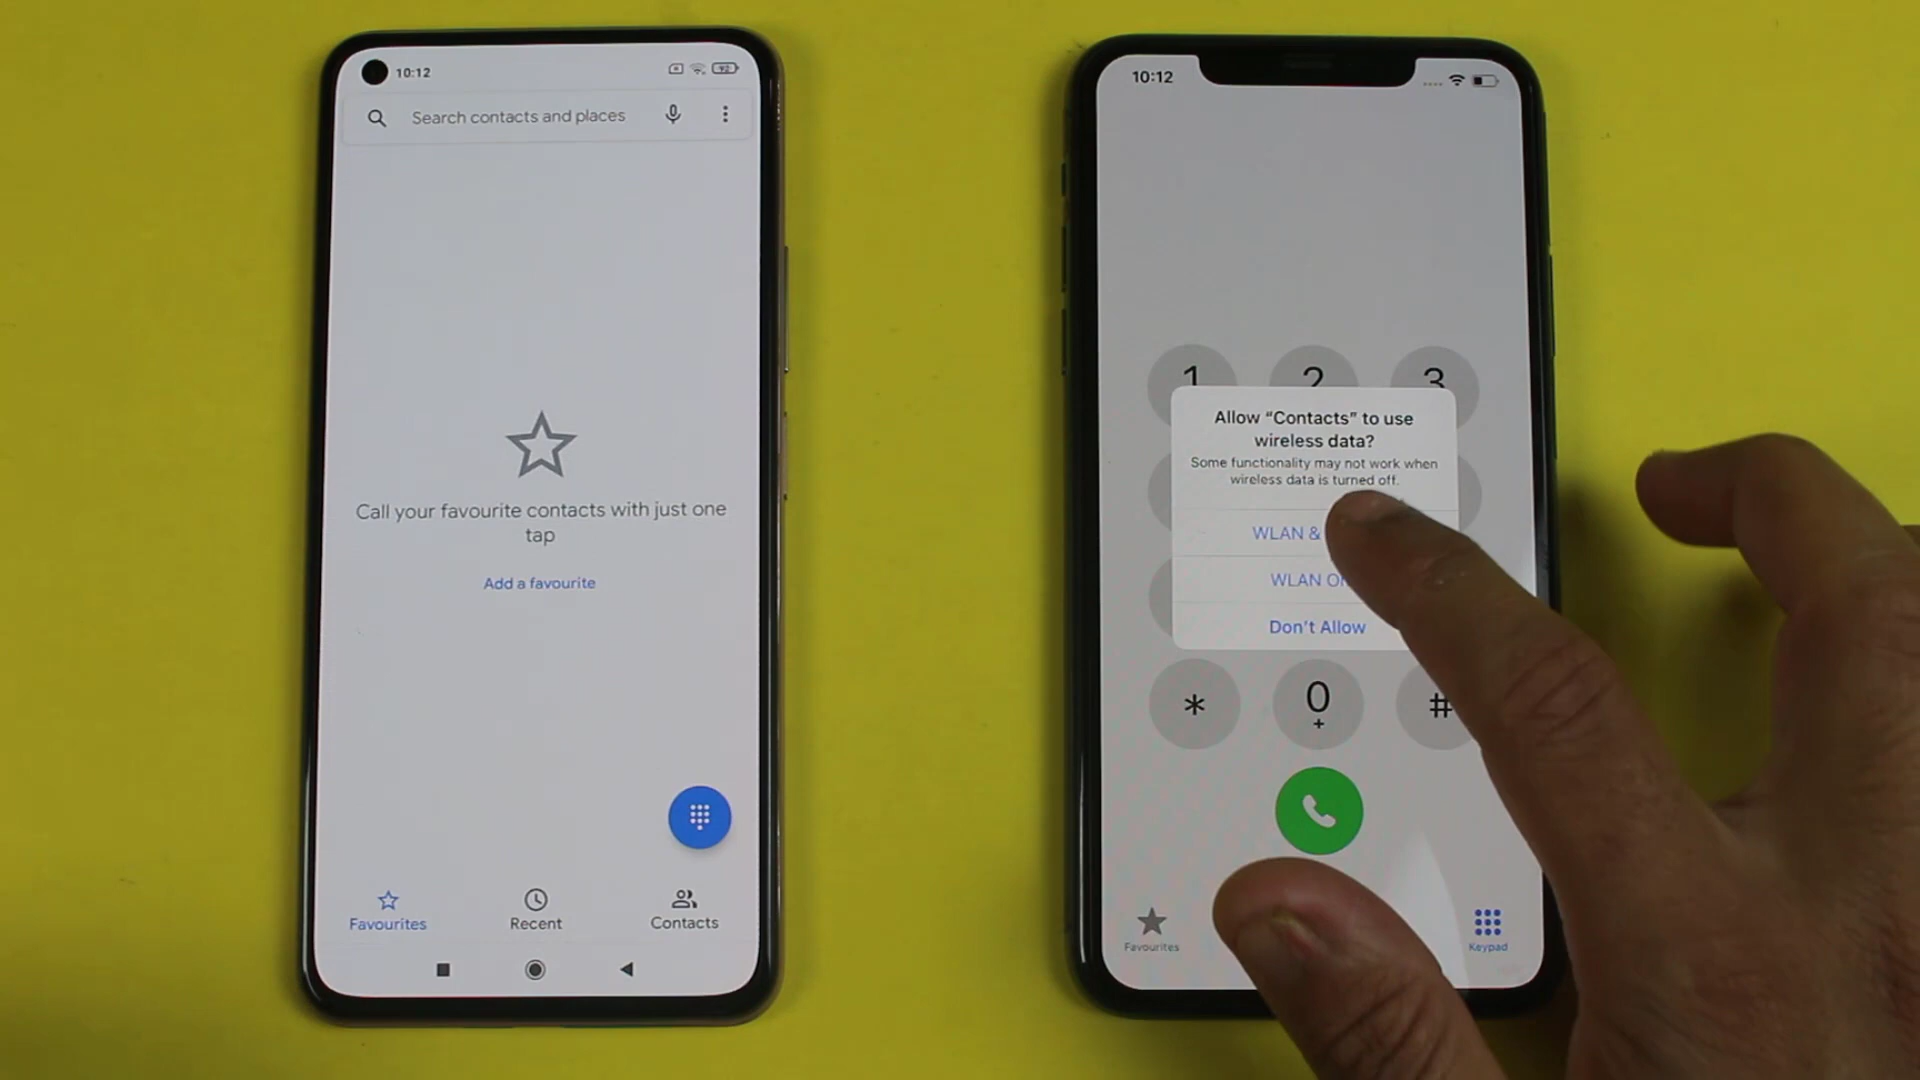 10:12
92
Search contacts and places
Call your favourite contacts with just one
tap
Add a favourite
Favourites
Recent
Contacts
10:12
1
2
3
Allow “Contacts” to use
wireless data?
Some functionality may not work when
wireless data is turned off.
WLAN &
WLAN
Don’t Allow
*
0
+
#
Favourites
Keypad